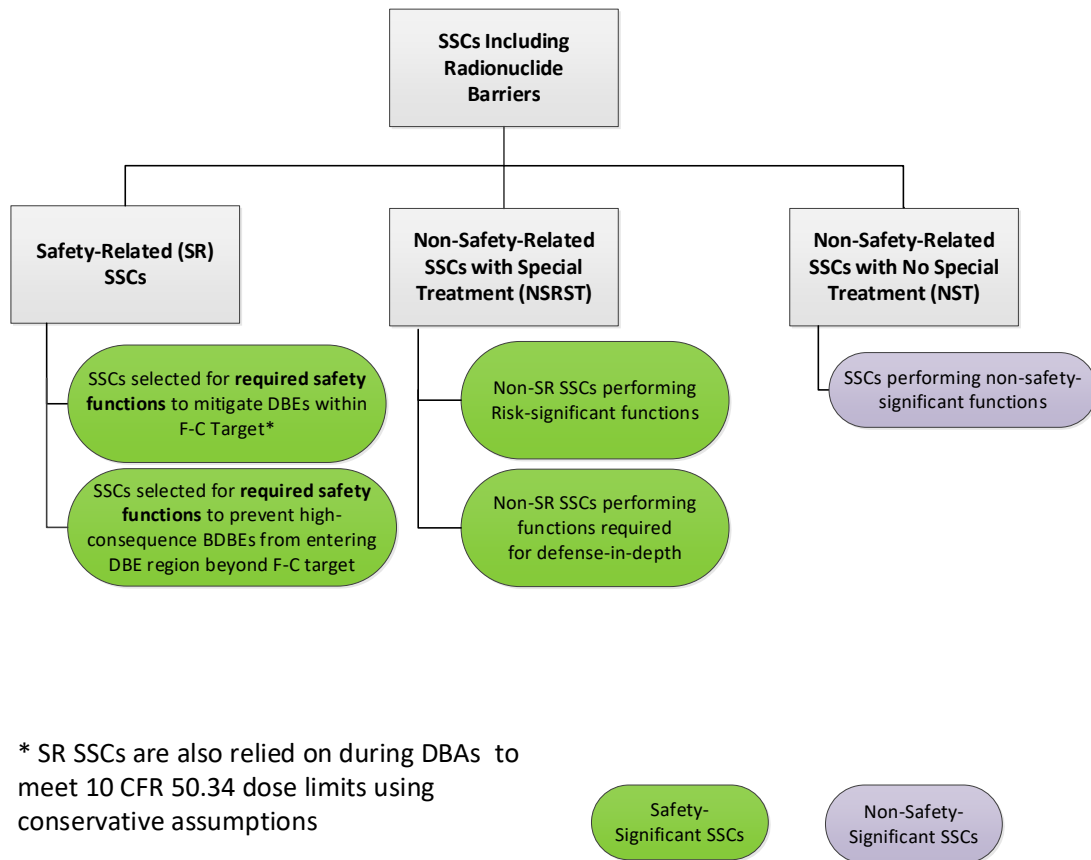 SSCs Including
Radionuclide
Barriers
Safety-Related (SR)
SSCs
Non-Safety-Related
SSCs with Special
Treatment (NSRST)
Non-Safety-Related
SSCs with No Special
Treatment (NST)
SSCs selected for required safety
functions to mitigate DBEs within
F-C Target*
SSCs selected for required safety
functions to prevent high-
consequence BDBEs from entering
DBE region beyond F-C target
Non-SR SSCs performing
Risk-significant functions
Non-SR SSCs performing
functions required
for defense-in-depth
SSCs performing non-safety-
significant functions
* SR SSCs are also relied on during DBAs to
meet 10 CFR 50.34 dose limits using
conservative assumptions
Safety-
Significant SSCs
Non-Safety-
Significant SSCs